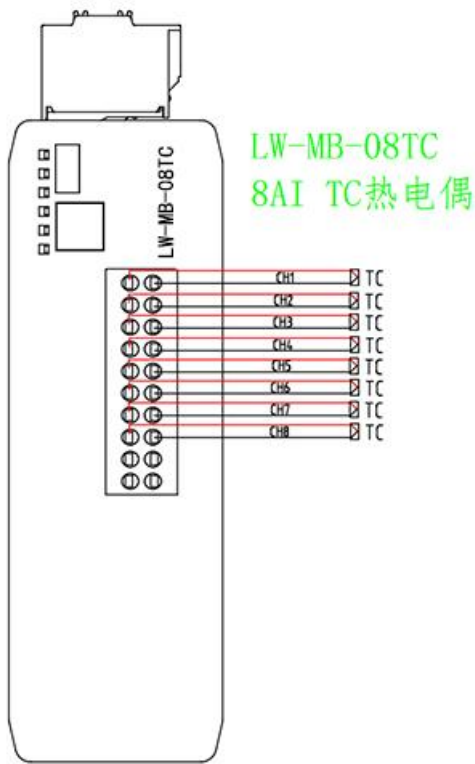 LW-MB-08TC
8AI TC热电偶
LW-MB-08TC
CH1 TC
CH2 TC
CH3 TC
CH4 TC
CH5 TC
CH6 TC
CH7 TC
CH8 TC